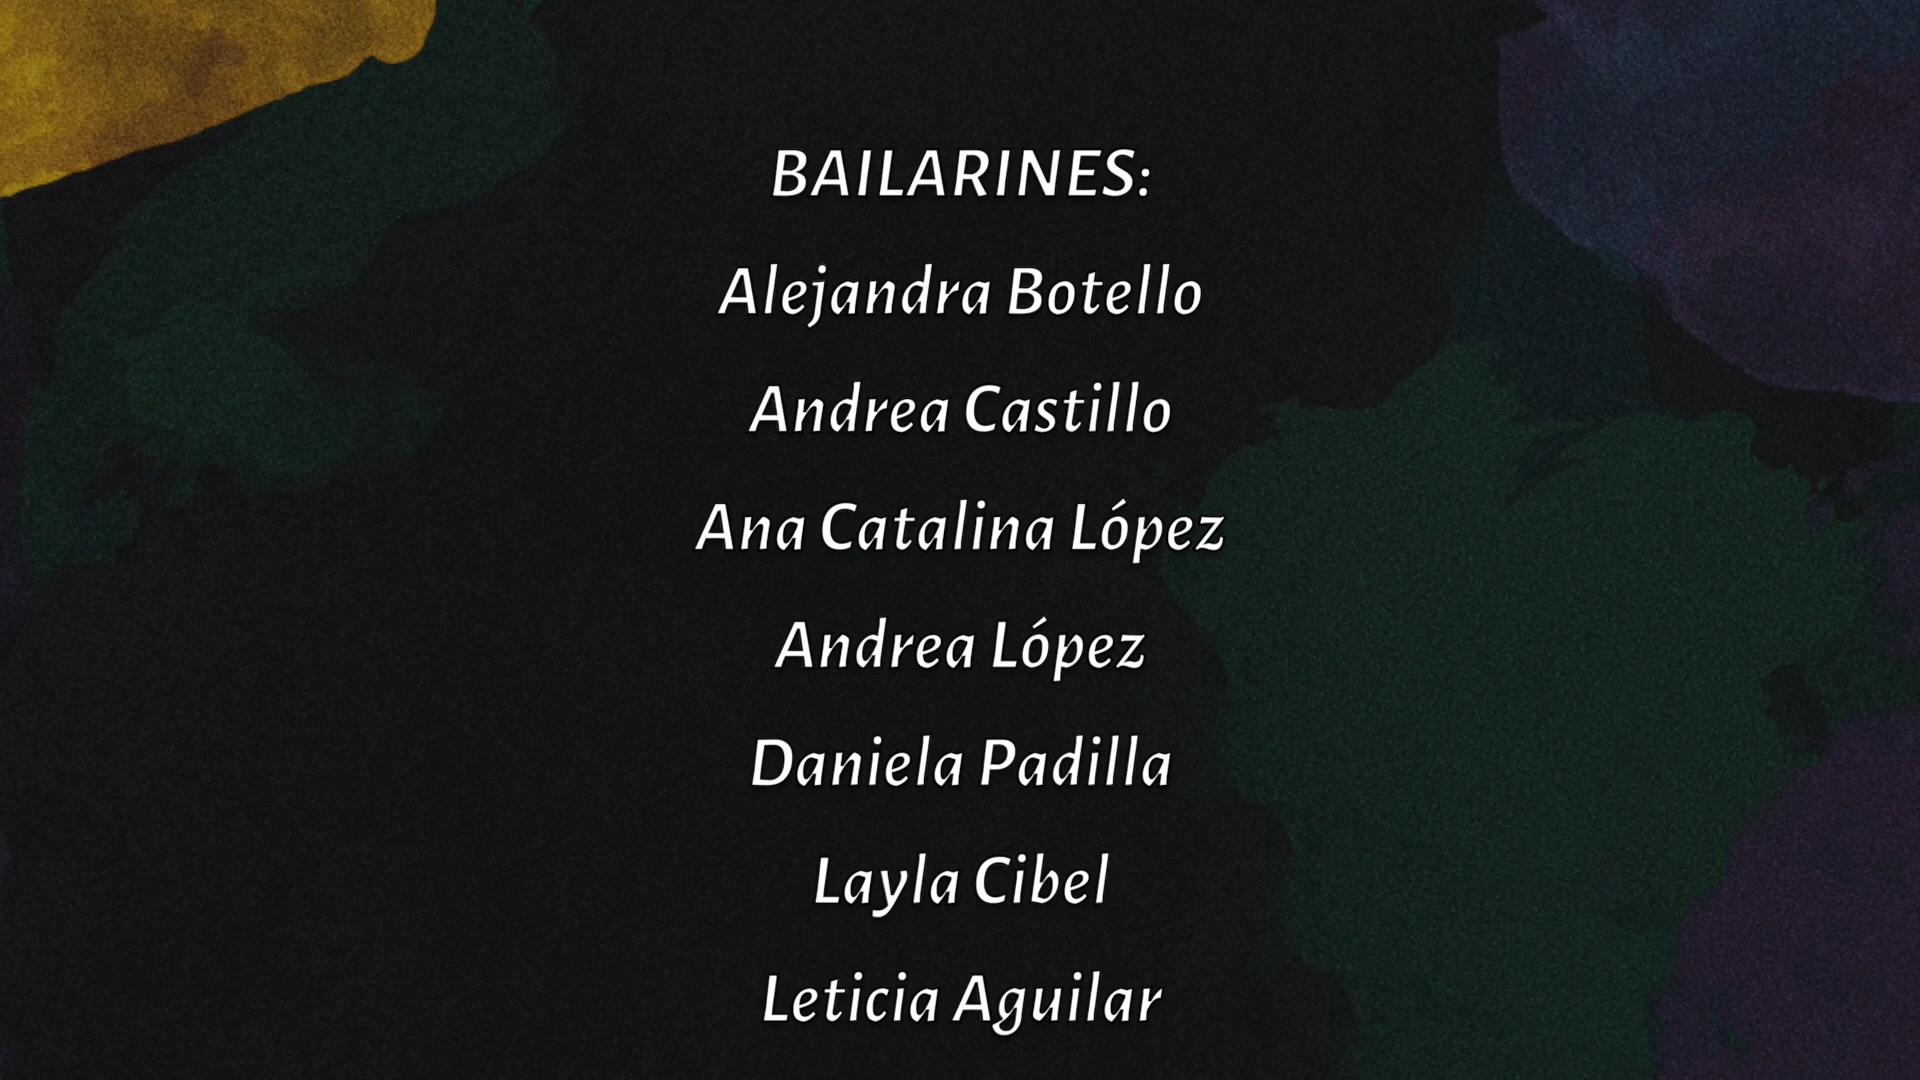 BAILARINES:
Alejandra Botello
Andrea Castillo
Ana Catalina López
Andrea López
Daniela Padilla
Layla Cibel
Leticia Aguilar